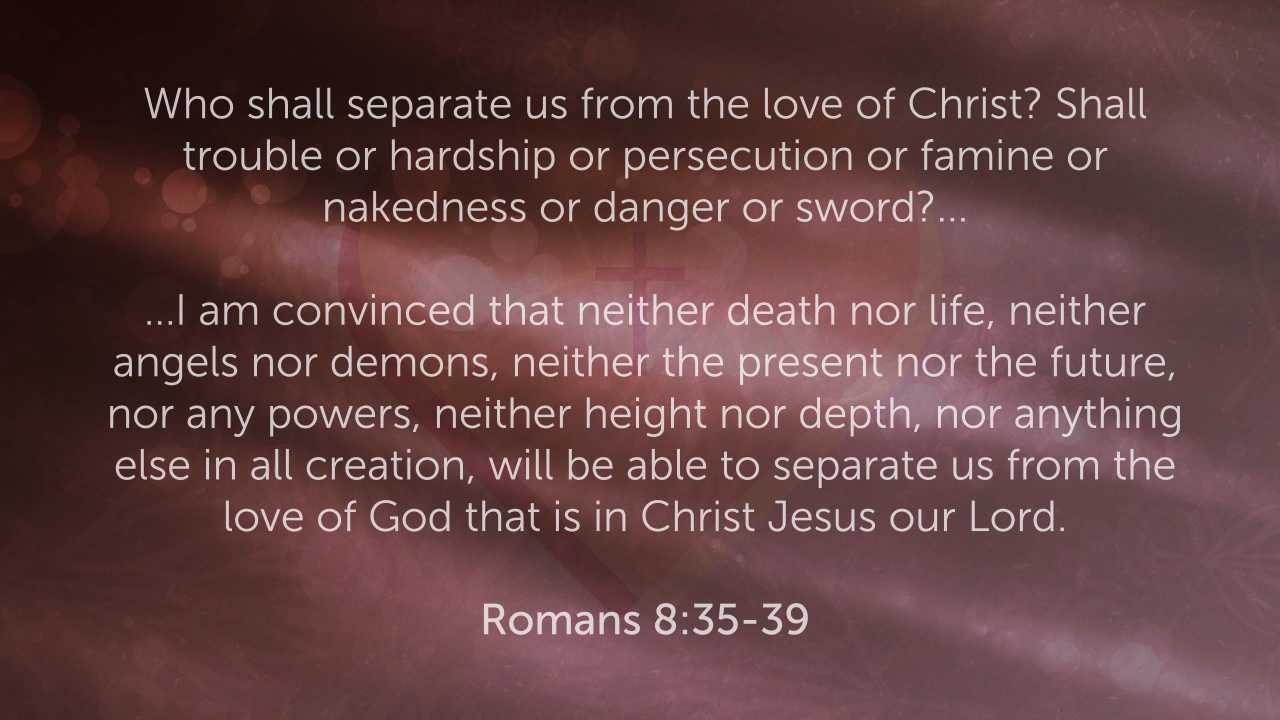 Who shall separate us from the love of Christ? Shall
trouble or hardship or persecution or famine or
nakedness or danger or sword?...
...I am convinced that neither death nor life, neither
angels nor demons, neither the present nor the future,
nor any powers, neither height nor depth, nor anything
else in all creation, will be able to separate us from the
love of God that is in Christ Jesus our Lord.
Romans 8:35-39